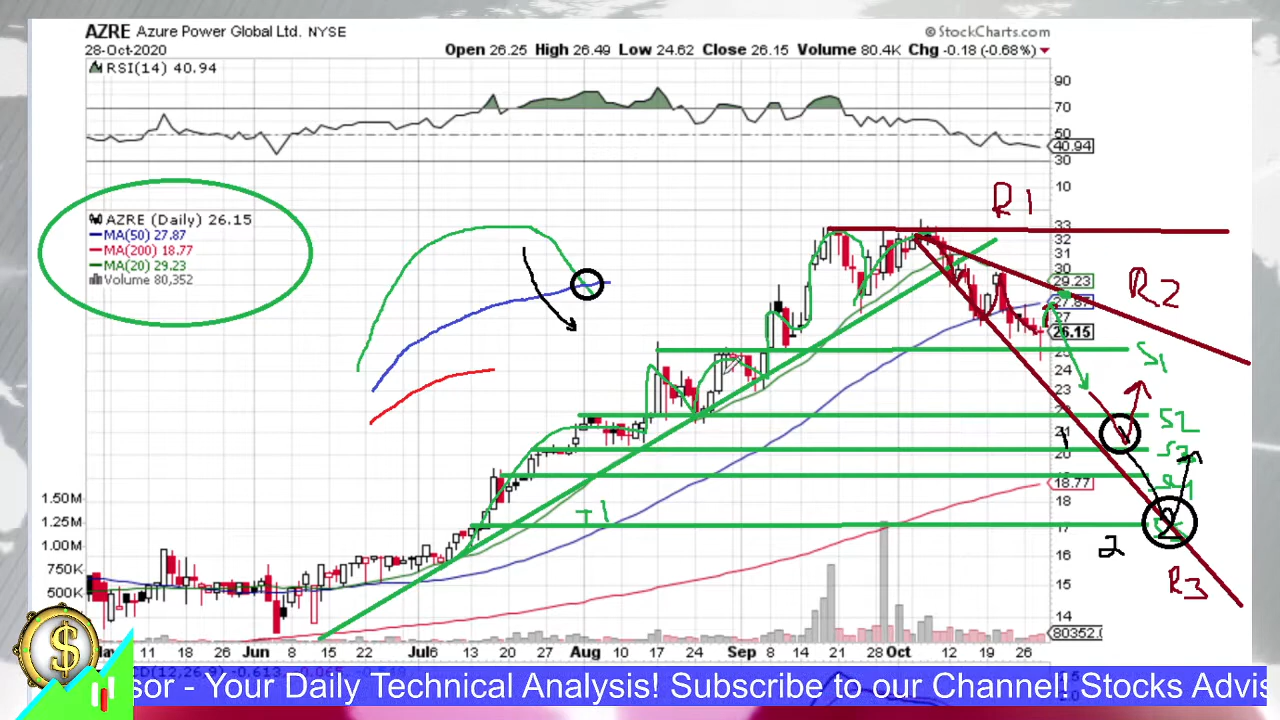 AZRE Azure Power Global Ltd. NYSE
© StockCharts.com
28-Oct-2020
Open 26.25 High 26.49 Low 24.62 Close 26.15 Volume 80.4K Chg -0.18 (-0.68%)
RSI(14) 40.94
90
70
50
40.94
30
10
AZRE (Daily) 26.15
MA(50) 27.87
MA(200) 18.77
MA(20) 29.23
Volume 80,352
R1
33
32
31
30
29.23
R2
27.87
27
26.15
25
S1
24
23
22
S2
21
20
18.77
18
1.50M
T1
1.25M
17
1.00M
2
16
750K
15
R3
500K
14
80352.0
11 18 26 Jun 8 15 22 Jul 6 13 20 27 Aug 10 17 24 Sep 8 14 21 28 Oct 12 19 26
sor - Your Daily Technical Analysis! Subscribe to our Channel! Stocks Advis